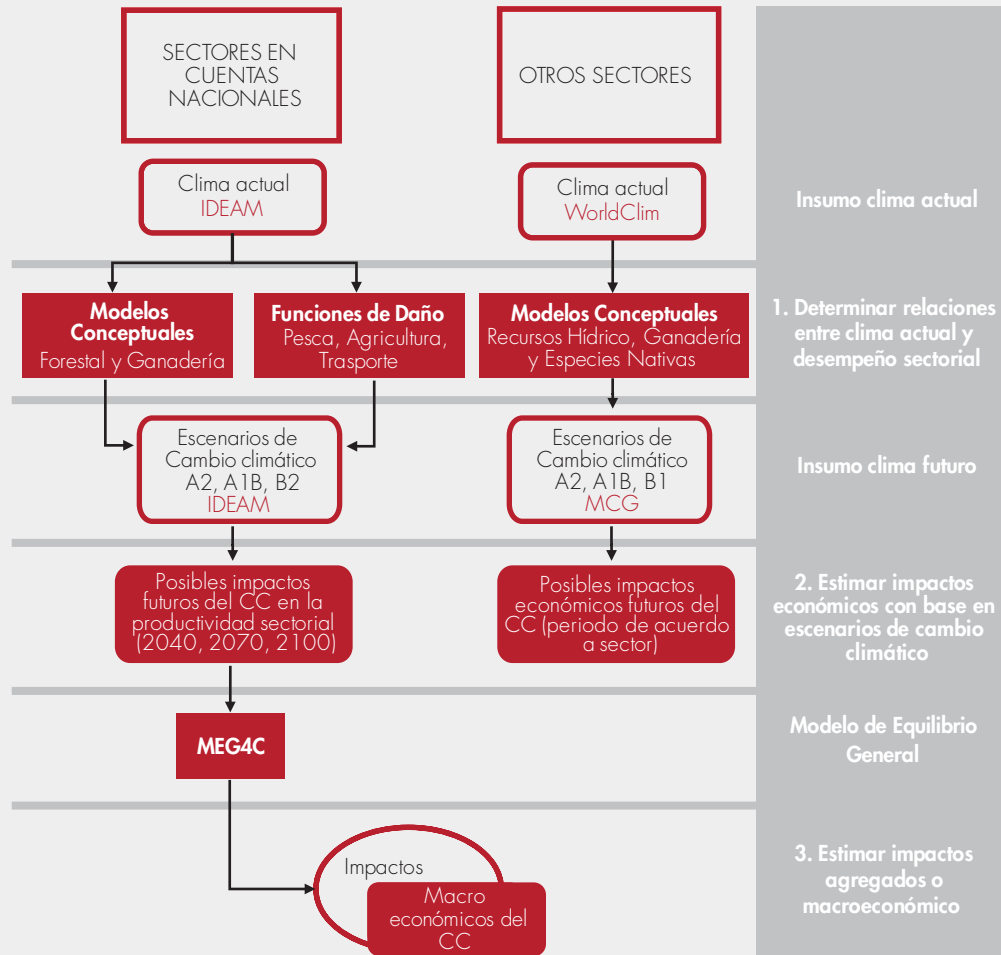 SECTORES EN
CUENTAS
NACIONALES
OTROS SECTORES
Clima actual
IDEAM
Clima actual
WorldClim
Insumo clima actual
Modelos
Conceptuales
Forestal y Ganadería
Funciones de Daño
Pesca, Agricultura,
Trasporte
Modelos Conceptuales
Recursos Hídrico, Ganadería
y Especies Nativas
1. Determinar relaciones
entre clima actual y
desempeño sectorial
Escenarios de
Cambio climático
A2, A1B, B2
IDEAM
Escenarios de
Cambio climático
A2, A1B, B1
MCG
Insumo clima futuro
Posibles impactos
futuros del CC en la
productividad sectorial
(2040, 2070, 2100)
Posibles impactos
económicos futuros del
CC (periodo de acuerdo
a sector)
2. Estimar impactos
económicos con base en
escenarios de cambio
climático
MEG4C
Modelo de Equilibrio
General
Impactos
Macro
económicos del
CC
3. Estimar impactos
agregados o
macroeconómico